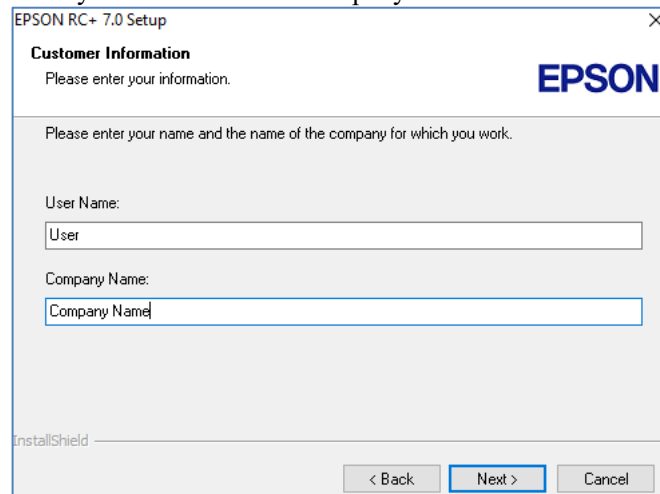 EPSON RC+ 7.0 Setup
Customer Information
Please enter your information.
EPSON
Please enter your name and the name of the company for which you work.
User Name:
User
Company Name:
Company Name
InstallShield
< Back
Next >
Cancel